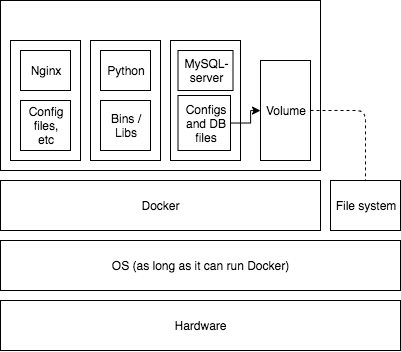 Nginx
Config
files,
etc
Python
Bins /
Libs
MySQL-
server
Configs
and DB
files
Volume
Docker
File system
OS (as long as it can run Docker)
Hardware